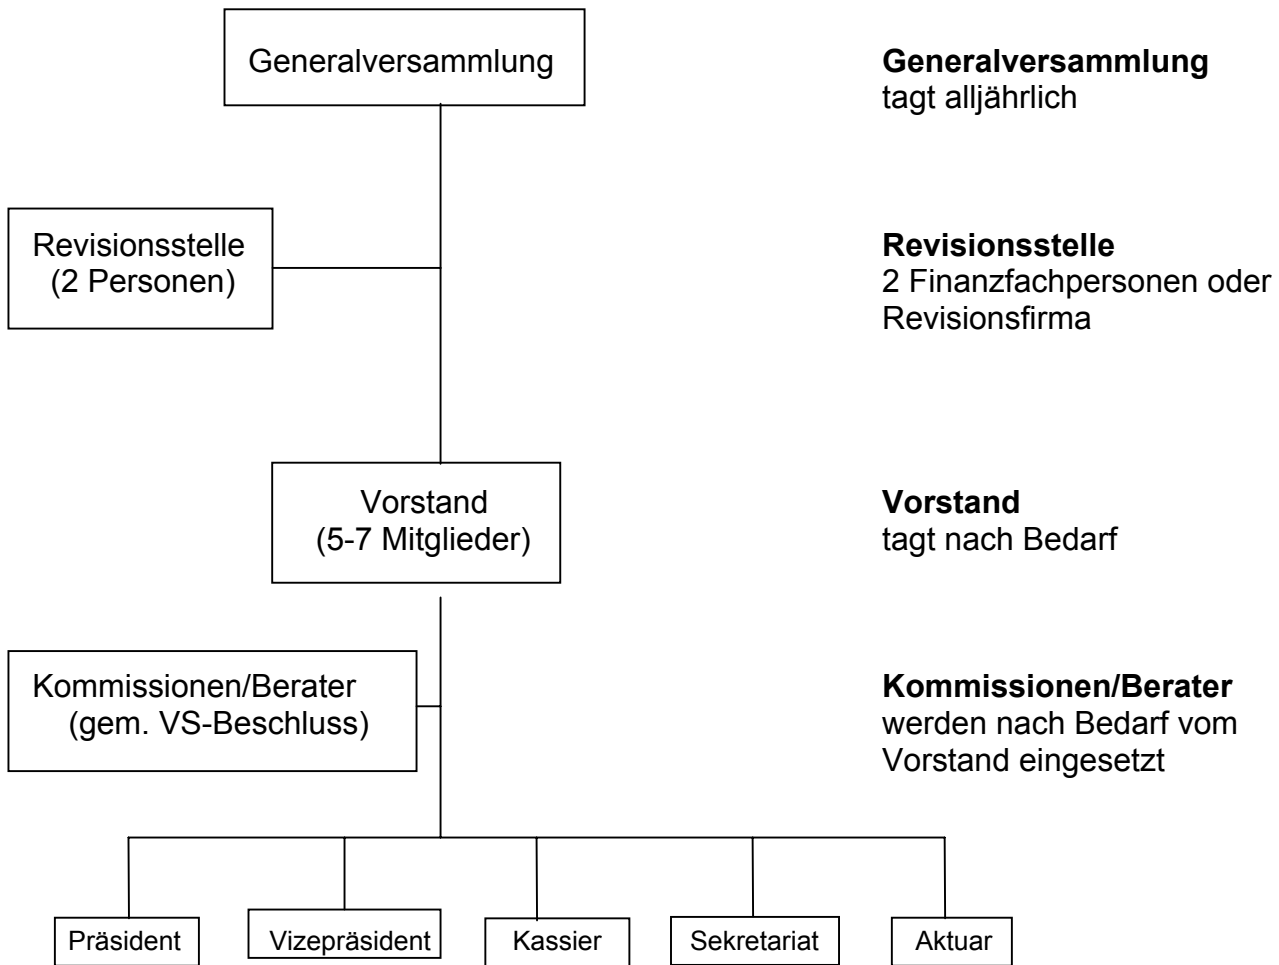 Generalversammlung
Generalversammlung
tagt alljährlich
Revisionsstelle
(2 Personen)
Revisionsstelle
2 Finanzfachpersonen oder
Revisionsfirma
Vorstand
(5-7 Mitglieder)
Vorstand
tagt nach Bedarf
Kommissionen/Berater
(gem. VS-Beschluss)
Kommissionen/Berater
werden nach Bedarf vom
Vorstand eingesetzt
Präsident
Vizepräsident
Kassier
Sekretariat
Aktuar